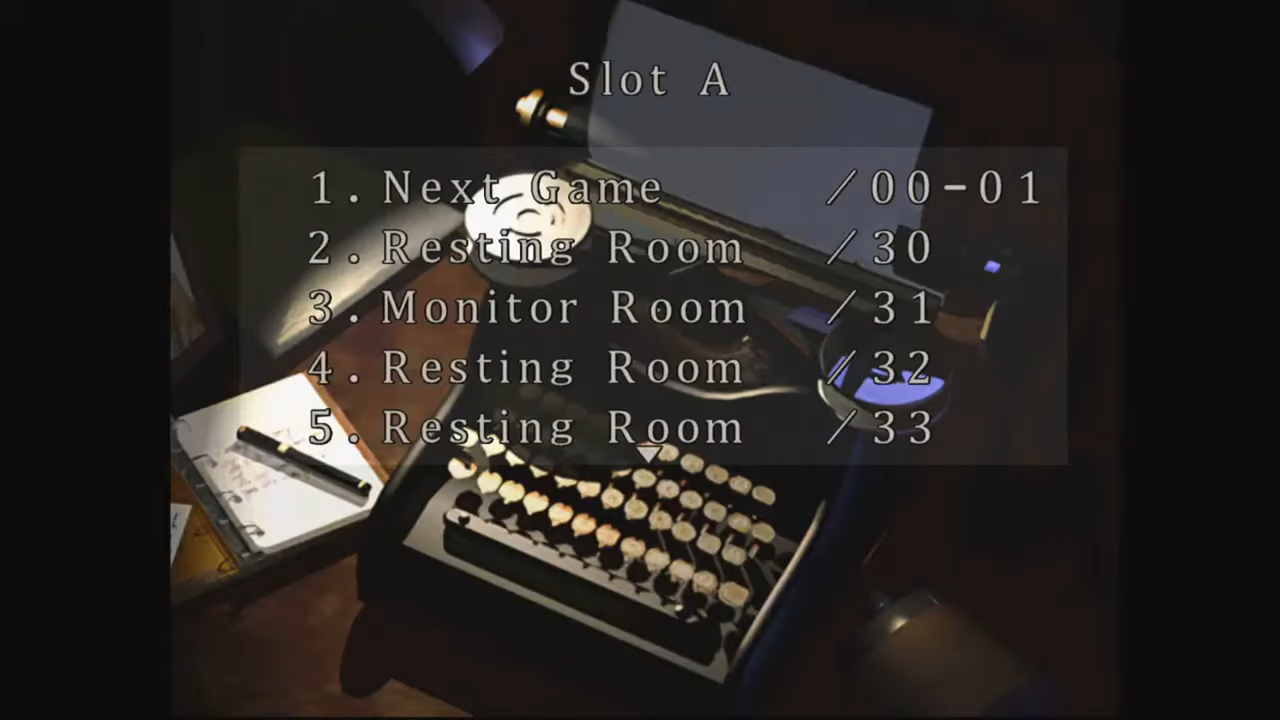 Slot A
1. Next Game /00-01
2. Resting Room /30
3. Monitor Room /31
4. Resting Room /32
5. Resting Room /33